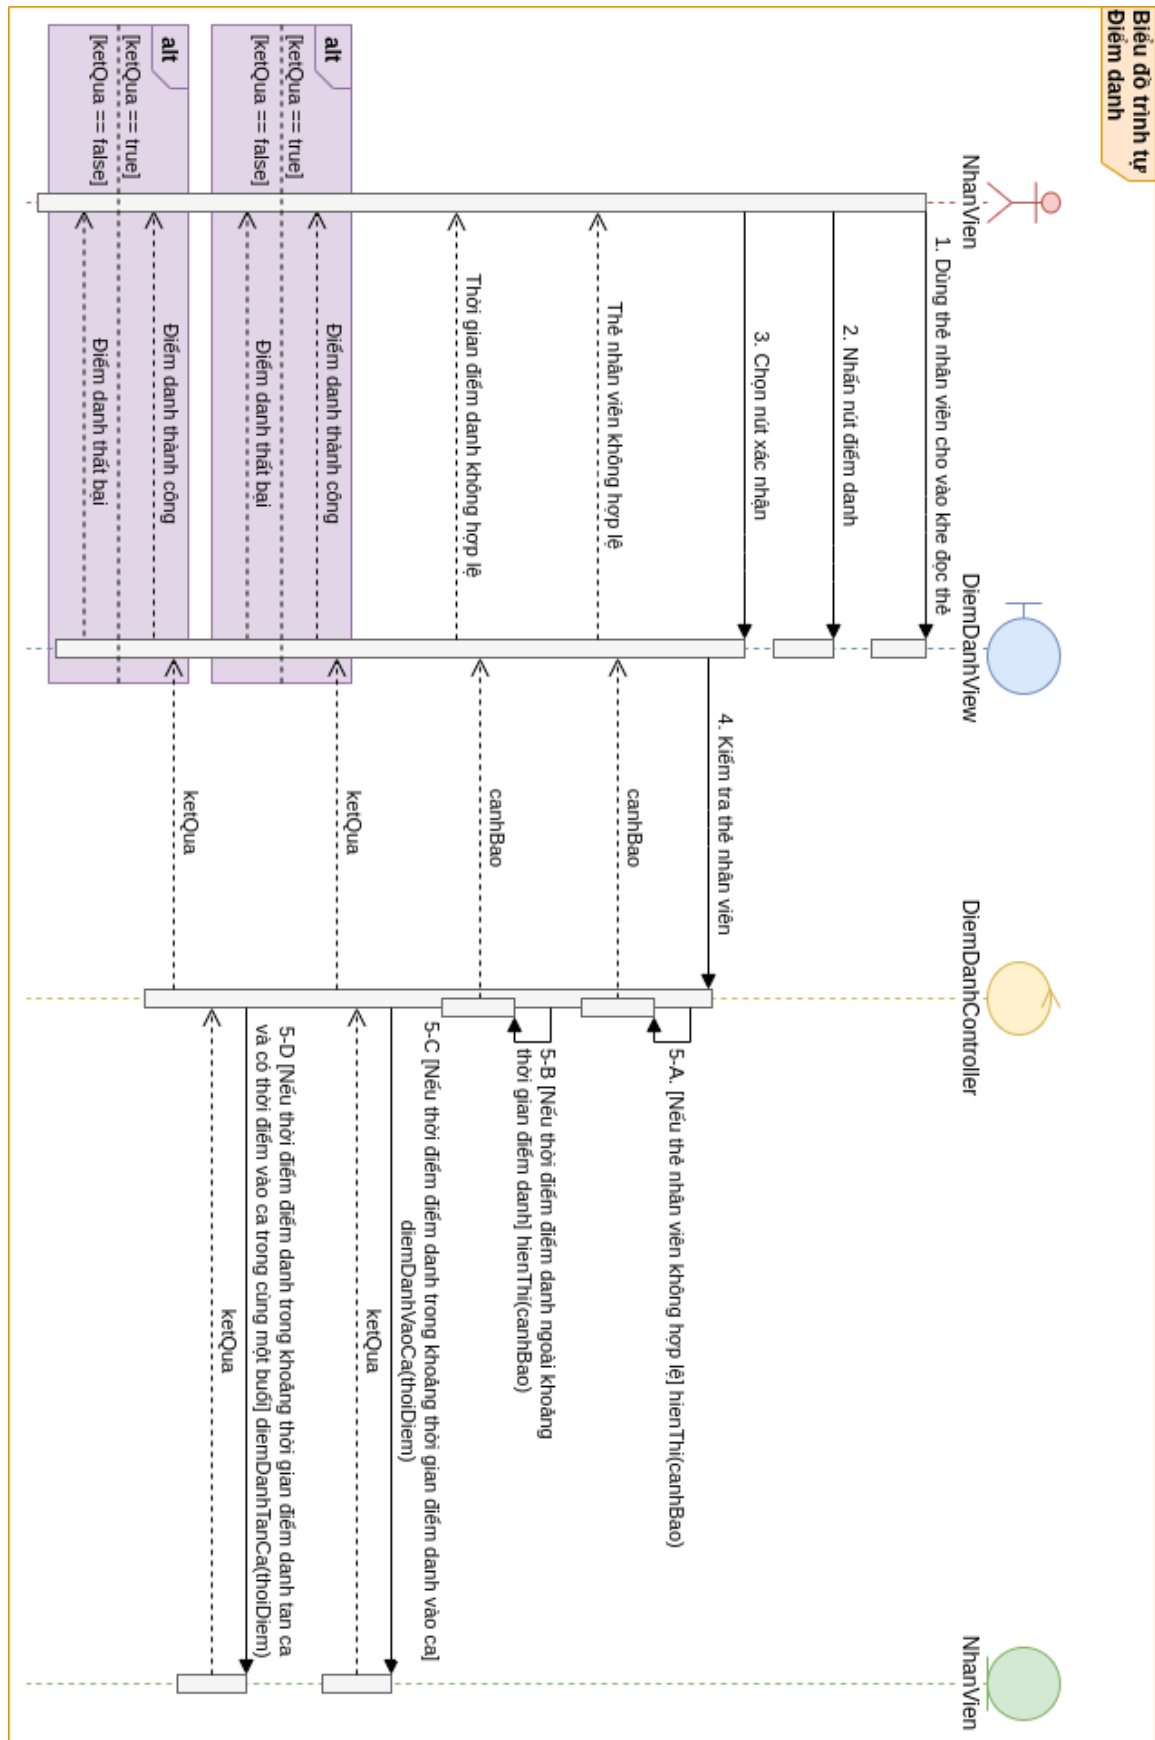 Biểu đồ trình tự
Điểm danh
NhanVien
DiemDanhView
DiemDanhController
NhanVien
1. Dùng thẻ nhân viên cho vào khe đọc thẻ
2. Nhấn nút điểm danh
3. Chọn nút xác nhận
4. Kiểm tra thẻ nhân viên
5-A. [Nếu thẻ nhân viên không hợp lệ] hienThi(canhBao)
canhBao
Thẻ nhân viên không hợp lệ
5-B [Nếu thời điểm điểm danh ngoài khoảng
thời gian điểm danh] hienThi(canhBao)
canhBao
Thời gian điểm danh không hợp lệ
5-C [Nếu thời điểm điểm danh trong khoảng thời gian điểm danh vào ca]
diemDanhVaoCa(thoiDiem)
ketQua
ketQua
alt
[ketQua == true]
Điểm danh thành công
[ketQua == false]
Điểm danh thất bại
5-D [Nếu thời điểm điểm danh trong khoảng thời gian điểm danh tan ca
và có thời điểm vào ca trong cùng một buổi] diemDanhTanCa(thoiDiem)
ketQua
ketQua
alt
[ketQua == true]
Điểm danh thành công
[ketQua == false]
Điểm danh thất bại